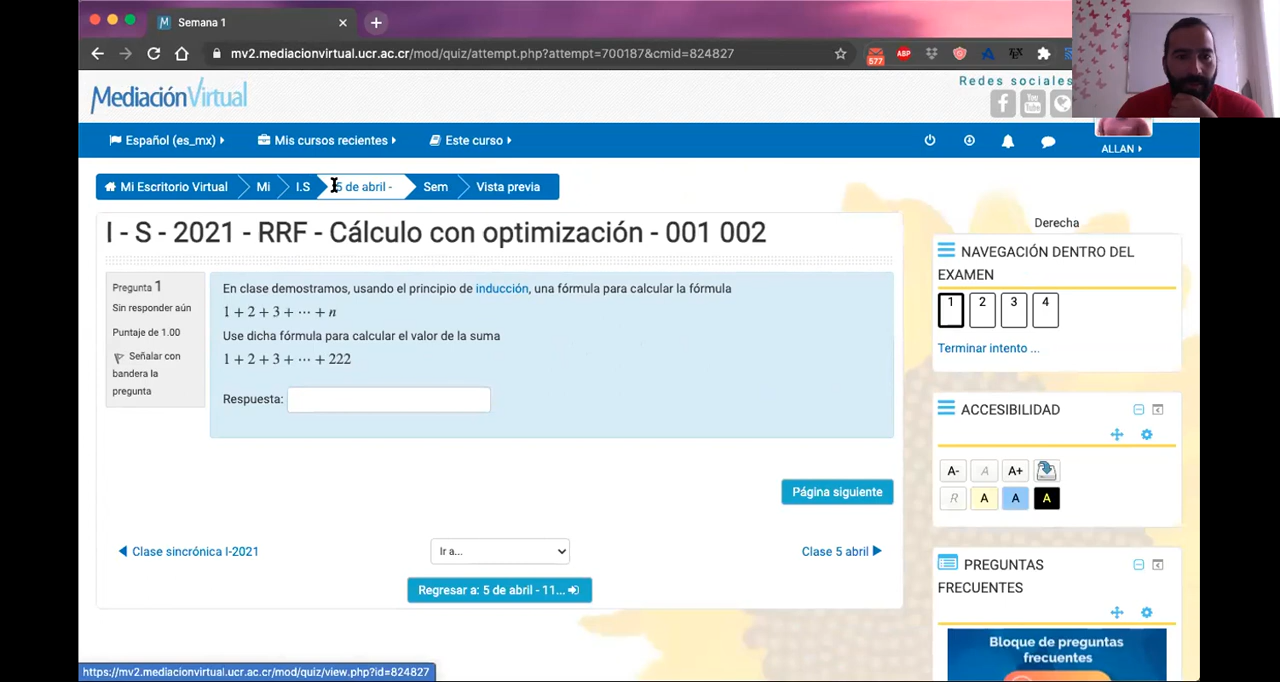 Semana 1
mv2.mediacionvirtual.ucr.ac.cr/mod/quiz/attempt.php?attempt=700187&cmid=824827
577
ABP
MediaciónVirtual
Redes sociales
You
Tube
Español (es_mx)
Mis cursos recientes
Este curso
ALLAN
Mi Escritorio Virtual
Mi
I.S
5 de abril -
Sem
Vista previa
I - S - 2021 - RRF - Cálculo con optimización - 001 002
Pregunta 1
Sin responder aún
Puntaje de 1.00
Señalar con
bandera la
pregunta
En clase demostramos, usando el principio de inducción, una fórmula para calcular la fórmula
1 + 2 + 3 + ⋯ + n
Use dicha fórmula para calcular el valor de la suma
1 + 2 + 3 + ⋯ + 222
Respuesta:
Página siguiente
Clase sincrónica I-2021
Ir a...
Clase 5 abril
Regresar a: 5 de abril - 11...
Derecha
NAVEGACIÓN DENTRO DEL
EXAMEN
1 2 3 4
Terminar intento ...
ACCESIBILIDAD
A- A A+
R A A A
PREGUNTAS
FRECUENTES
Bloque de preguntas
frecuentes
https://mv2.mediacionvirtual.ucr.ac.cr/mod/quiz/view.php?id=824827